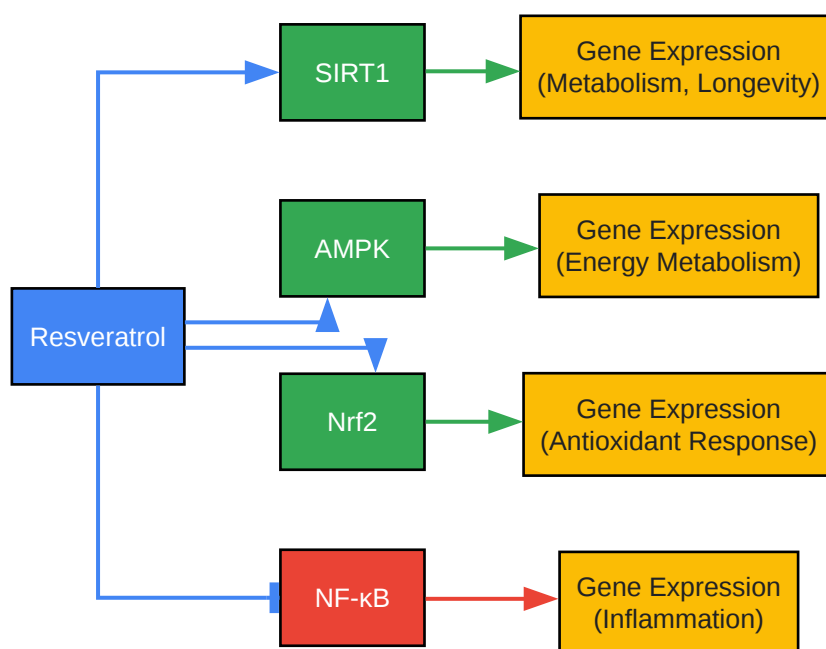 SIRT1
Gene Expression
(Metabolism, Longevity)
AMPK
Gene Expression
(Energy Metabolism)
Resveratrol
Nrf2
Gene Expression
(Antioxidant Response)
NF-κB
Gene Expression
(Inflammation)